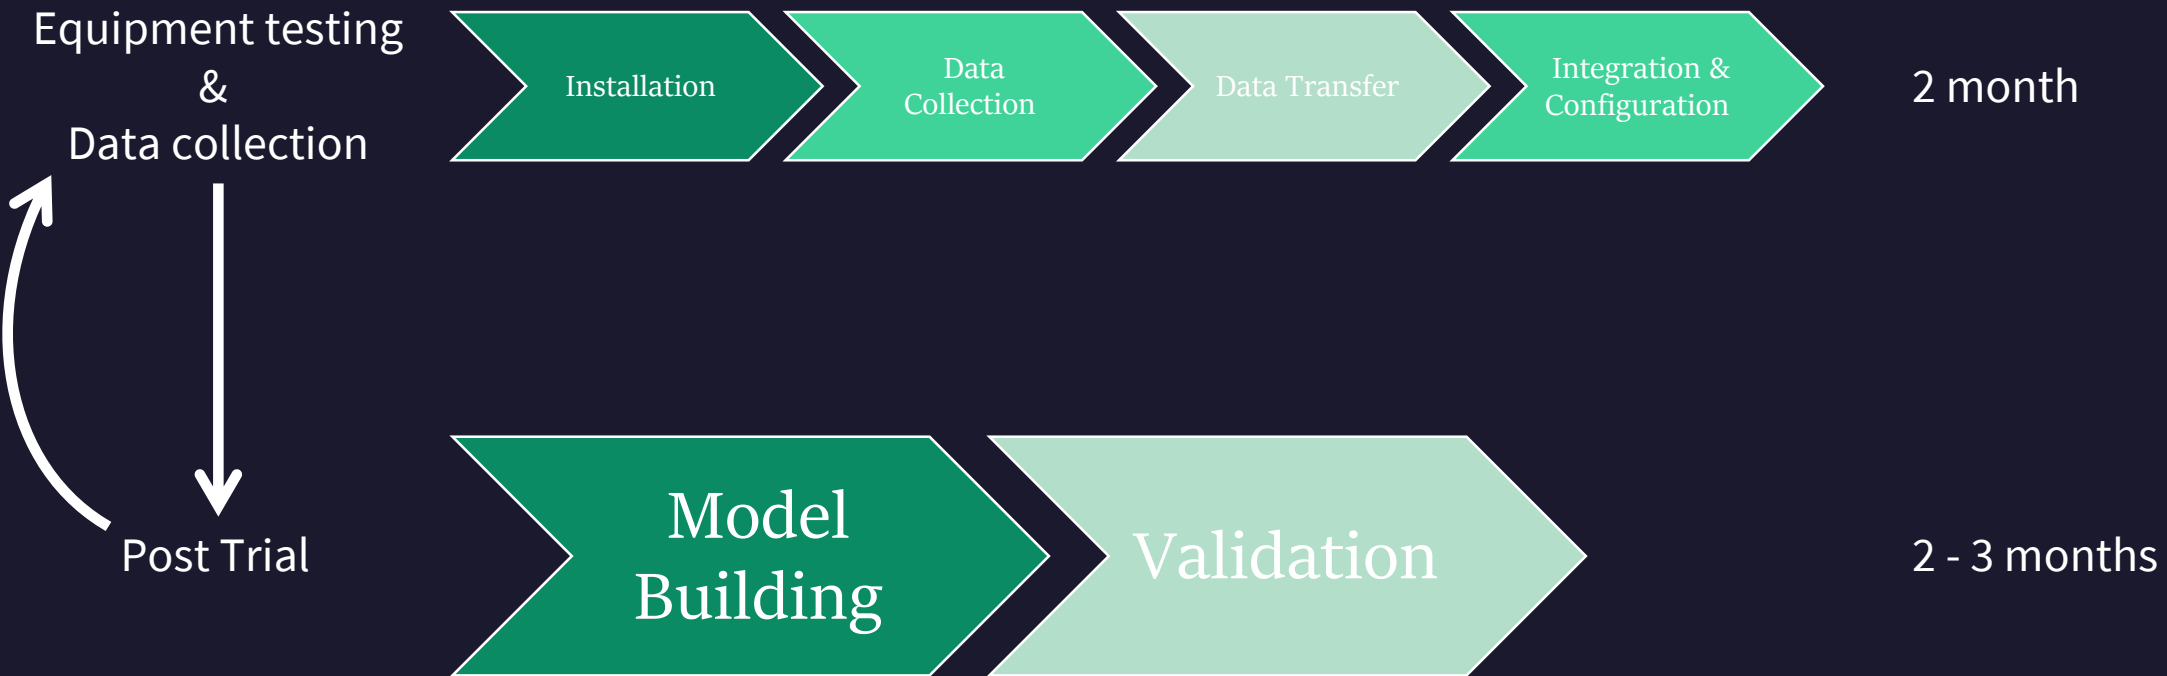 Equipment testing
&
Data collection
Installation
Data
Collection
Data Transfer
Integration &
Configuration
2 month
Post Trial
Model
Building
Validation
2 - 3 months